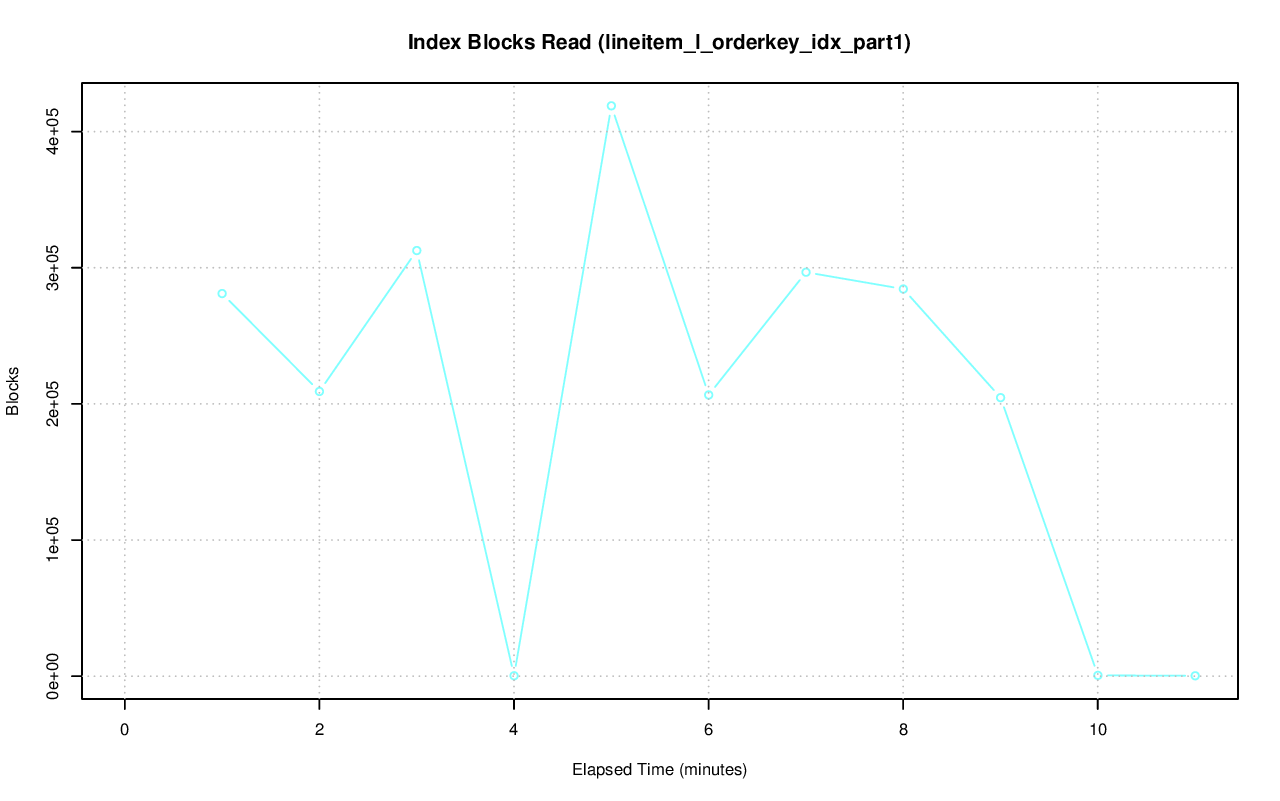 Index Blocks Read (lineitem_l_orderkey_idx_part1)
4e+05
3e+05
2e+05
1e+05
0e+00
Blocks
0 2 4 6 8 10
Elapsed Time (minutes)